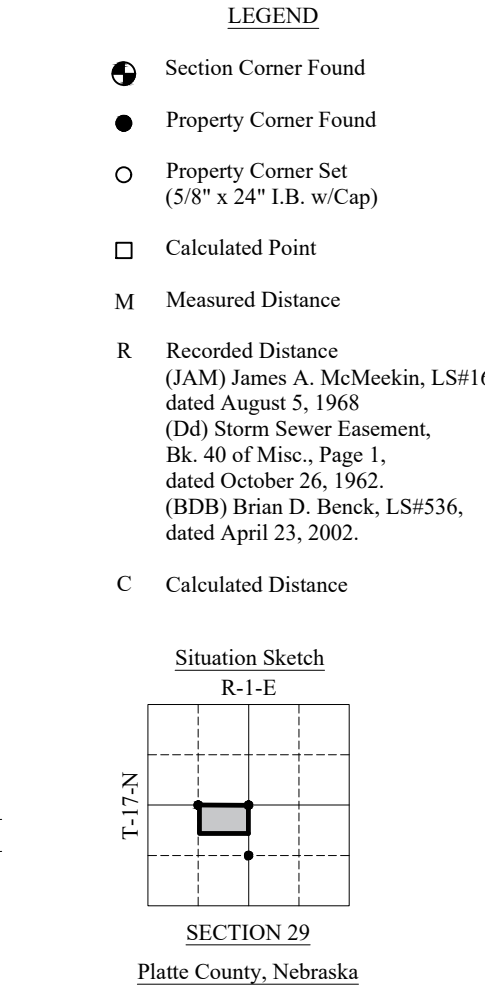 LEGEND
Section Corner Found
Property Corner Found
Property Corner Set
(5/8" x 24" I.B. w/Cap)
Calculated Point
M Measured Distance
R Recorded Distance
(JAM) James A. McMeekin,
dated August 5, 1968
(Dd) Storm Sewer Easement,
Bk. 40 of Misc., Page 1,
dated October 26, 1962.
(BDB) Brian D. Benck, LS#536,
dated April 23, 2002.
C Calculated Distance
Situation Sketch
R-1-E
T-17-N
SECTION 29
Platte County, Nebraska